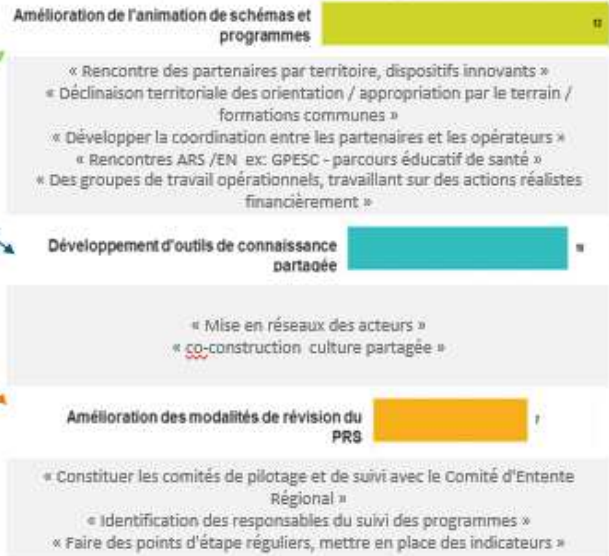 Amélioration de l'animation de schémas et
programmes
« Rencontre des partenaires par territoire, dispositifs innovants »
« Déclinaison territoriale des orientation / appropriation par le terrain /
formations communes »
« Développer la coordination entre les partenaires et les opérateurs »
« Rencontres ARS /EN ex: GPESC - parcours éducatif de santé »
« Des groupes de travail opérationnels, travaillant sur des actions réalistes
financièrement »
Développement d'outils de connaissance
partagée
« Mise en réseaux des acteurs »
« co-construction culture partagée »
Amélioration des modalités de révision du
PRS
7
« Constituer les comités de pilotage et de suivi avec le Comité d'Entente
Régional »
« Identification des responsables du suivi des programmes »
« Faire des points d'étape réguliers, mettre en place des indicateurs »